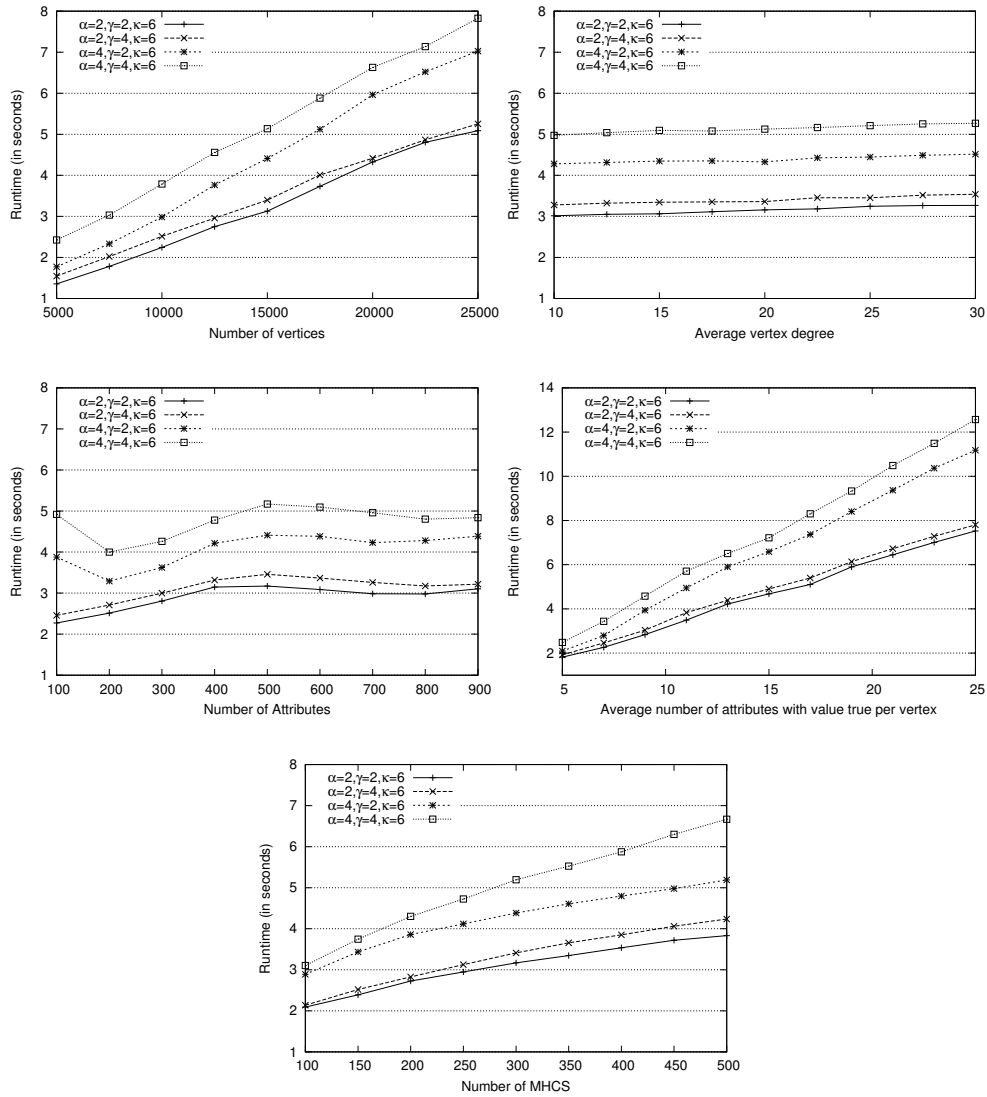 α=2,γ=2,κ=6
α=2,γ=4,κ=6
α=4,γ=2,κ=6
α=4,γ=4,κ=6
8
7
6
5
4
3
2
1
Runtime (in seconds)
5000 10000 15000 20000 25000
Number of vertices
α=2,γ=2,κ=6
α=2,γ=4,κ=6
α=4,γ=2,κ=6
α=4,γ=4,κ=6
8
7
6
5
4
3
2
1
Runtime (in seconds)
10 15 20 25 30
Average vertex degree
α=2,γ=2,κ=6
α=2,γ=4,κ=6
α=4,γ=2,κ=6
α=4,γ=4,κ=6
8
7
6
5
4
3
2
1
Runtime (in seconds)
100 200 300 400 500 600 700 800 900
Number of Attributes
α=2,γ=2,κ=6
α=2,γ=4,κ=6
α=4,γ=2,κ=6
α=4,γ=4,κ=6
14
12
10
8
6
4
2
Runtime (in seconds)
5 10 15 20 25
Average number of attributes with value true per vertex
α=2,γ=2,κ=6
α=2,γ=4,κ=6
α=4,γ=2,κ=6
α=4,γ=4,κ=6
8
7
6
5
4
3
2
1
Runtime (in seconds)
100 150 200 250 300 350 400 450 500
Number of MHCS